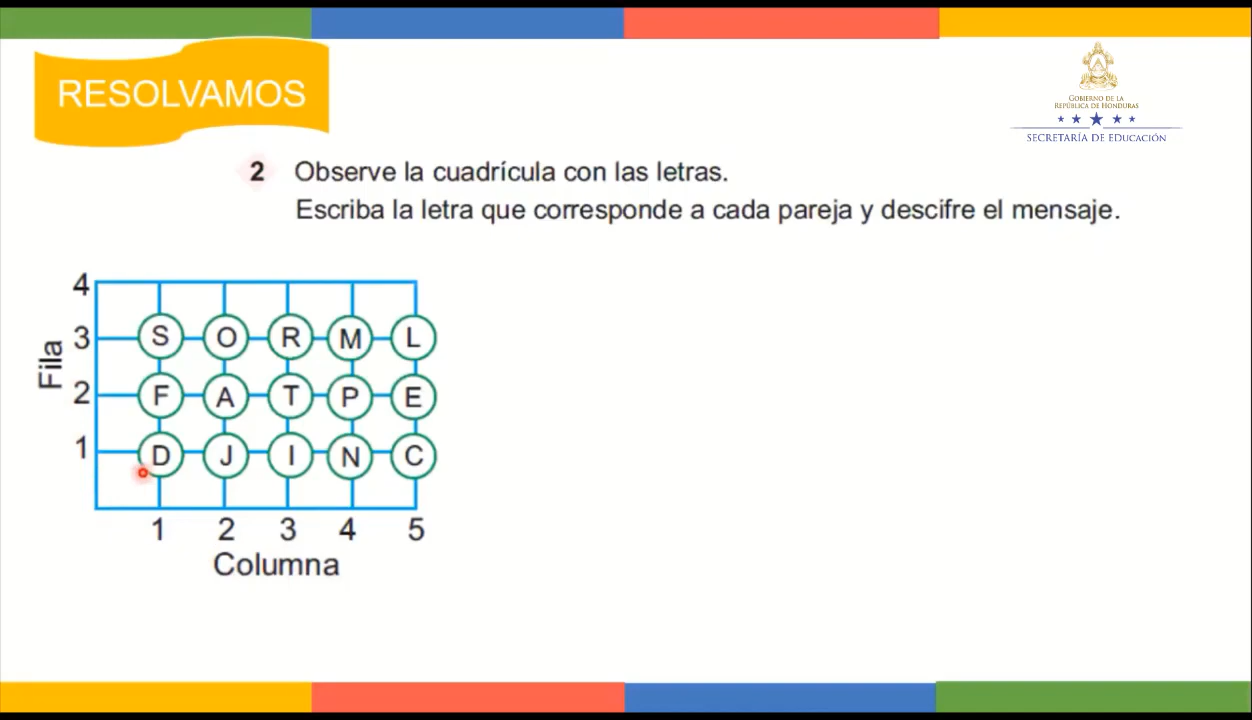 RESOLVAMOS
GOBIERNO DE LA
REPÚBLICA DE HONDURAS
SECRETARÍA DE EDUCACIÓN
2 Observe la cuadrícula con las letras.
Escriba la letra que corresponde a cada pareja y descifre el mensaje.
4
3 S O R M L
Fila
2 F A T P E
1 D J I N C
1 2 3 4 5
Columna